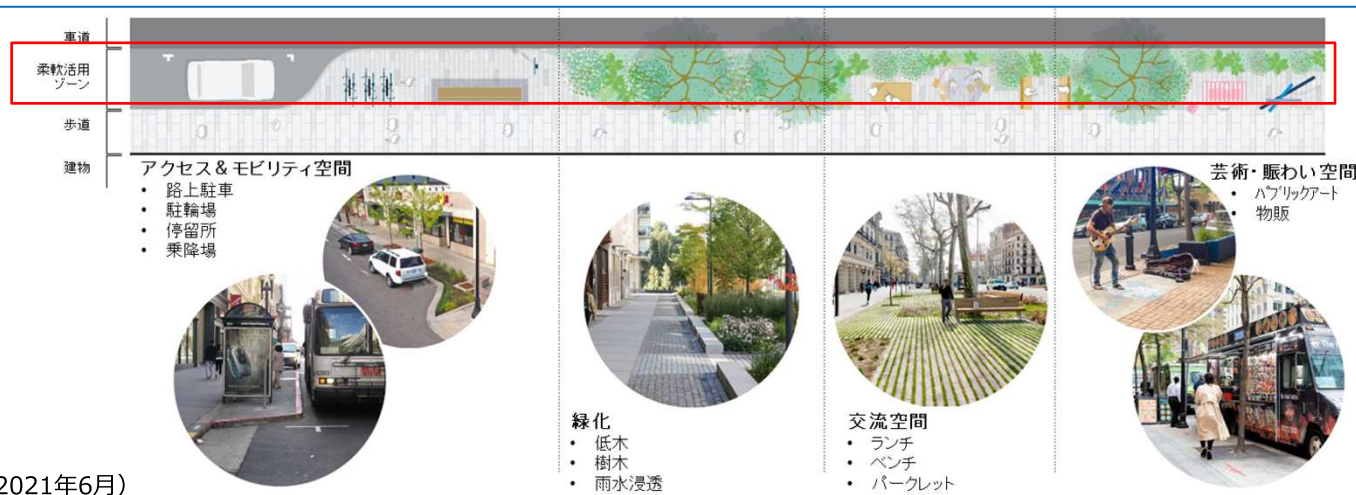 車道
柔軟活用
ゾーン
歩道
建物
アクセス＆モビリティ空間
• 路上駐車
• 駐輪場
• 停留所
• 乗降場
緑化
• 低木
• 樹木
• 雨水浸透
交流空間
• ランチ
• ベンチ
• パークレット
芸術・賑わい空間
• パブリックアート
• 物販
2021年6月）